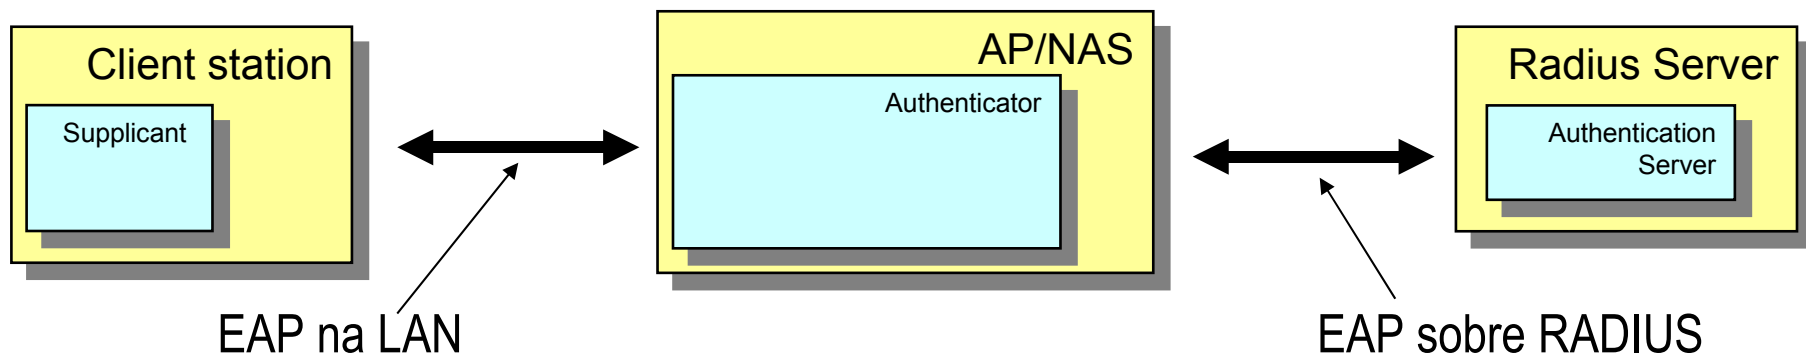 Client station
Supplicant
AP/NAS
Authenticator
Radius Server
Authentication
Server
EAP na LAN
EAP sobre RADIUS